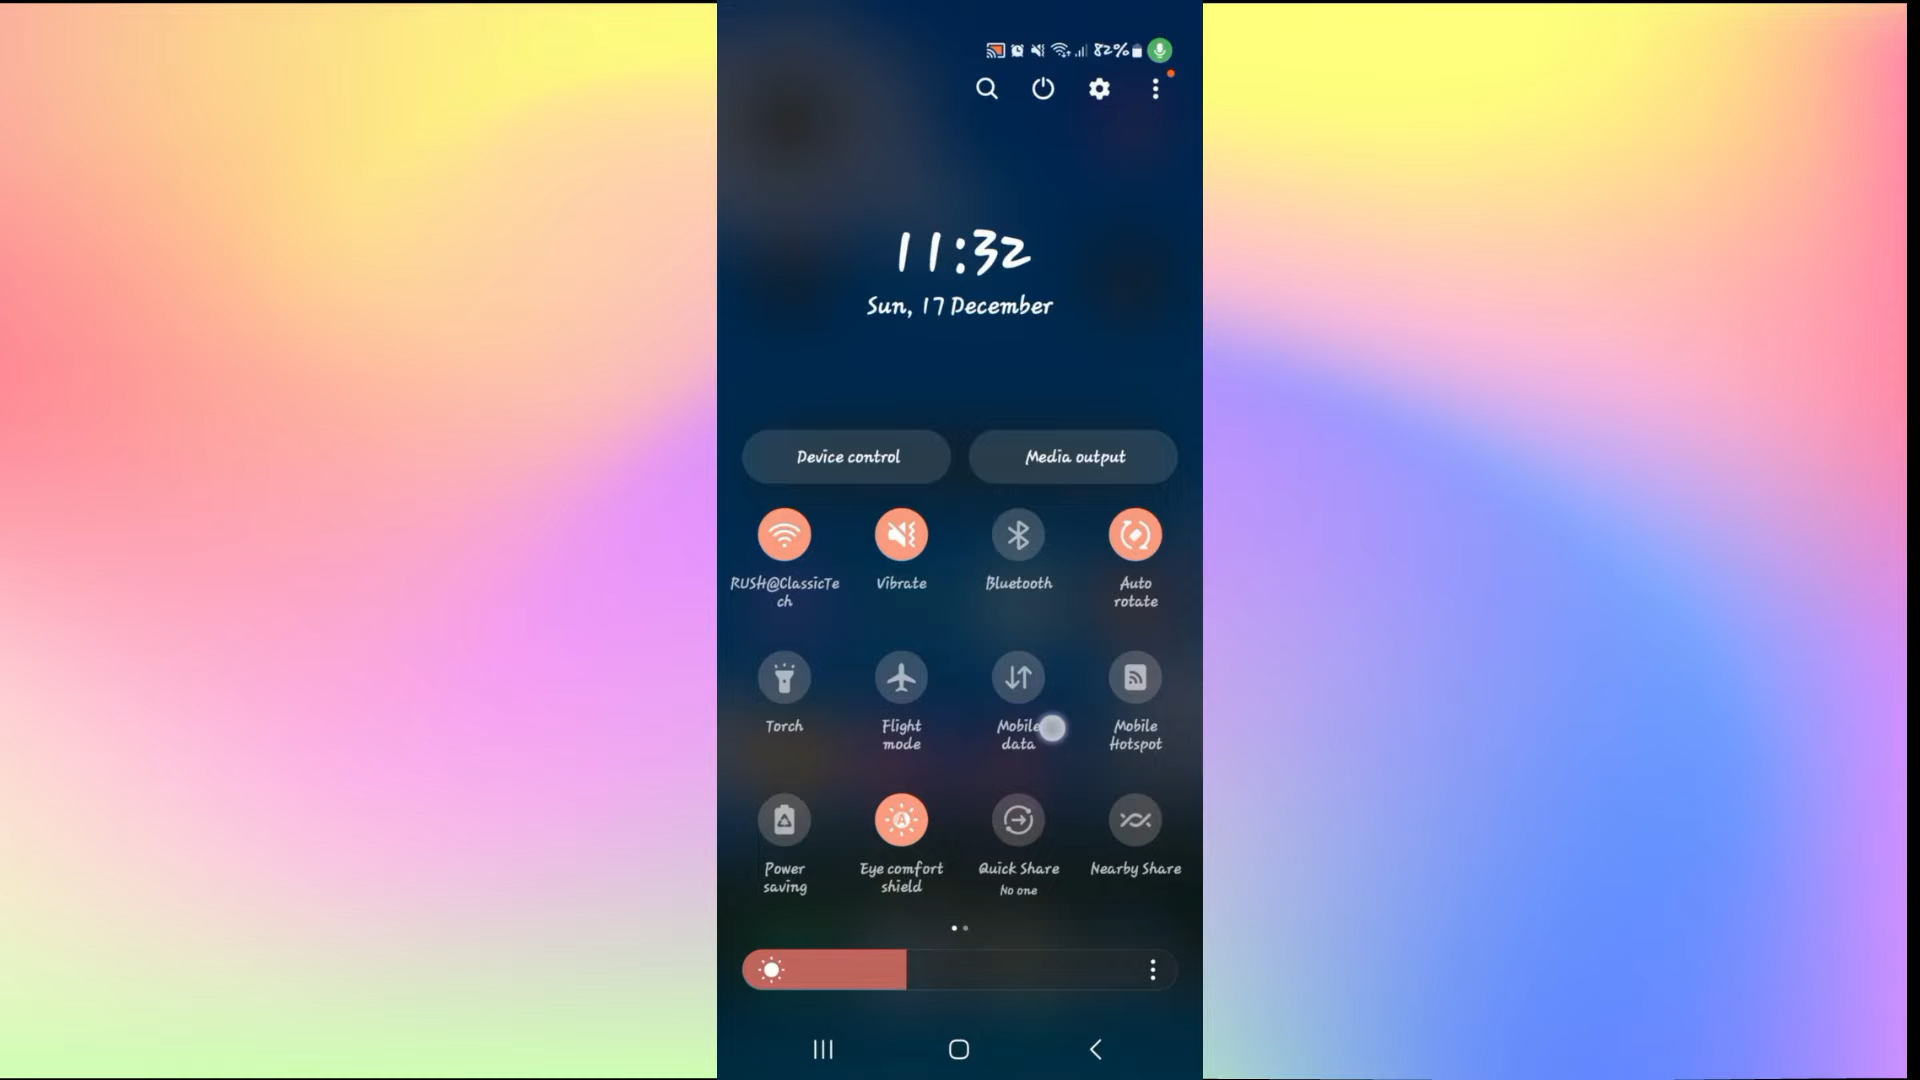 82%
11:32
Sun, 17 December
Device control
Media output
RUSH@ClassicTe
ch
Vibrate
Bluetooth
Auto
rotate
Torch
Flight
mode
Mobile
data
Mobile
Hotspot
Power
saving
Eye comfort
shield
Quick Share
No one
Nearby Share